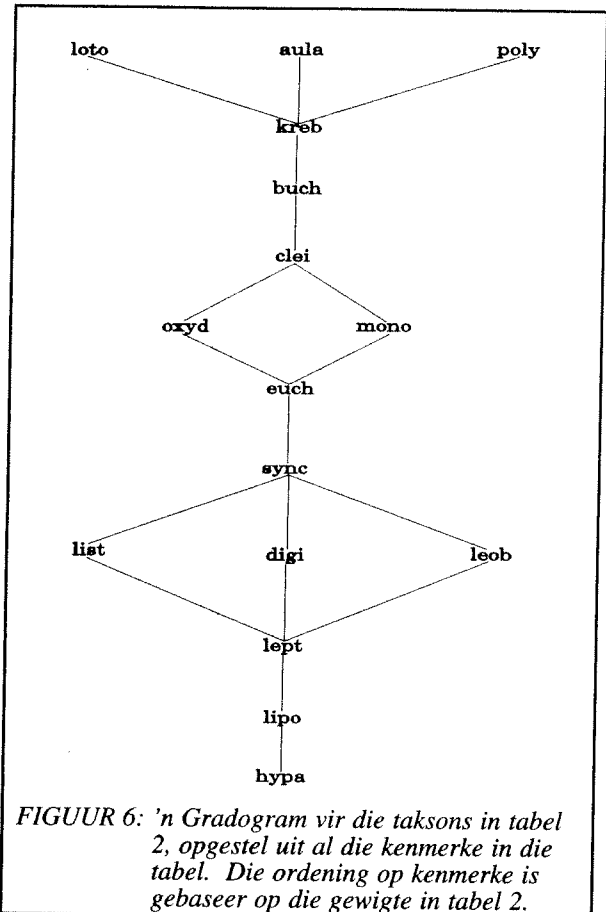 loto aula poly
kreb
buch
clei
oxyd mono
euch
sync
list digi leob
lept
lipo
hypa
FIGUUR 6: 'n Gradogram vir die taksons in tabel
2, opgestel uit al die kenmerke in die
tabel. Die ordening op kenmerke is
gebaseer op die gewigte in tabel 2.